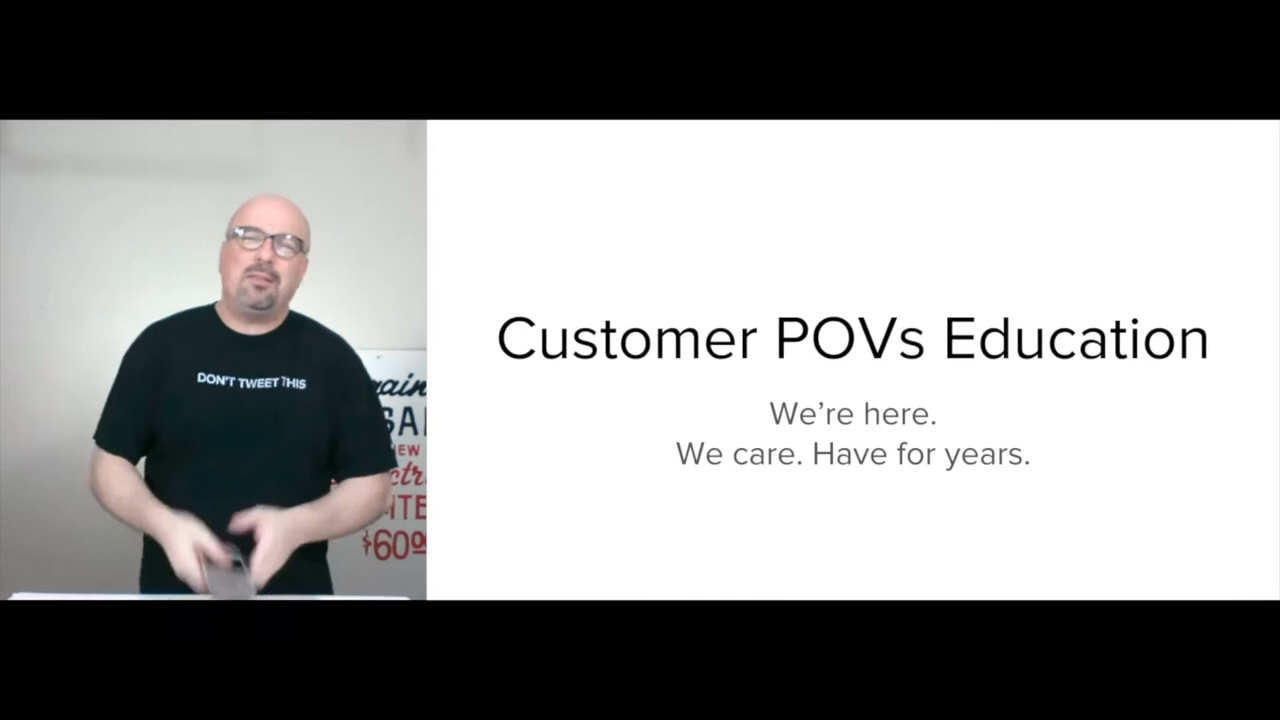 DON'T TWEET THIS
$60
Customer POVs Education
We're here.
We care. Have for years.